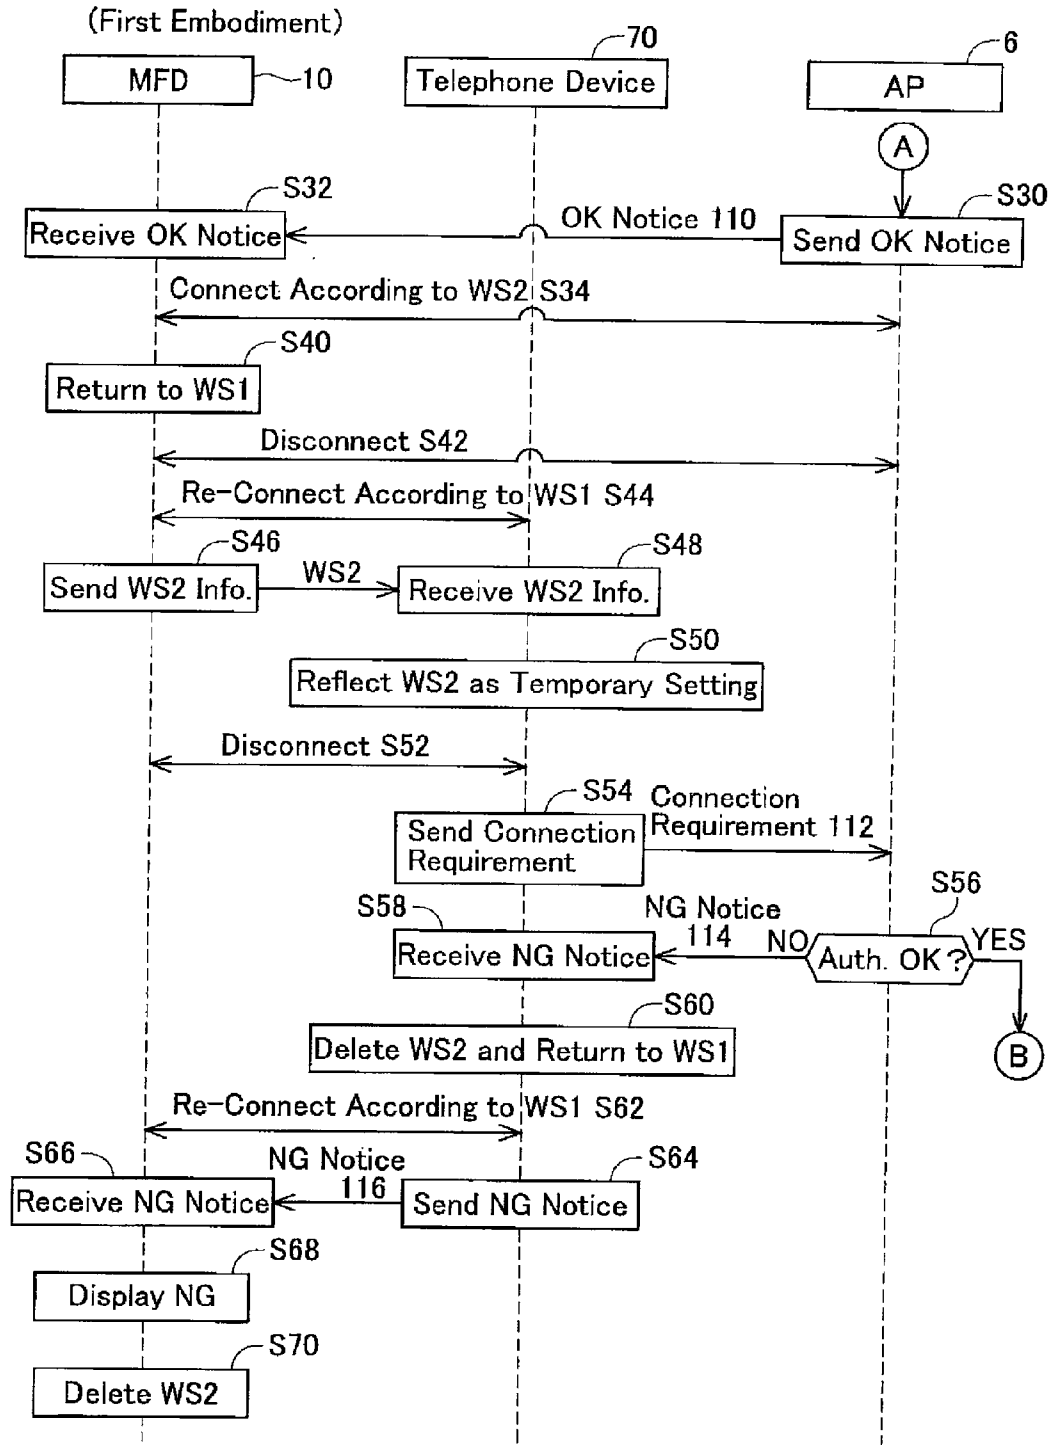 (First Embodiment)
MFD
10
Telephone Device
70
AP
6
A
S32
Receive OK Notice
OK Notice 110
S30
Send OK Notice
Connect According to WS2 S34
S40
Return to WS1
Disconnect S42
Re-Connect According to WS1 S44
S46
Send WS2 Info.
WS2
S48
Receive WS2 Info.
S50
Reflect WS2 as Temporary Setting
Disconnect S52
S54
Send Connection
Requirement
Connection
Requirement 112
S56
Auth. OK?
NO
YES
B
NG Notice
114
S58
Receive NG Notice
S60
Delete WS2 and Return to WS1
Re-Connect According to WS1 S62
S66
Receive NG Notice
NG Notice
116
S64
Send NG Notice
S68
Display NG
S70
Delete WS2